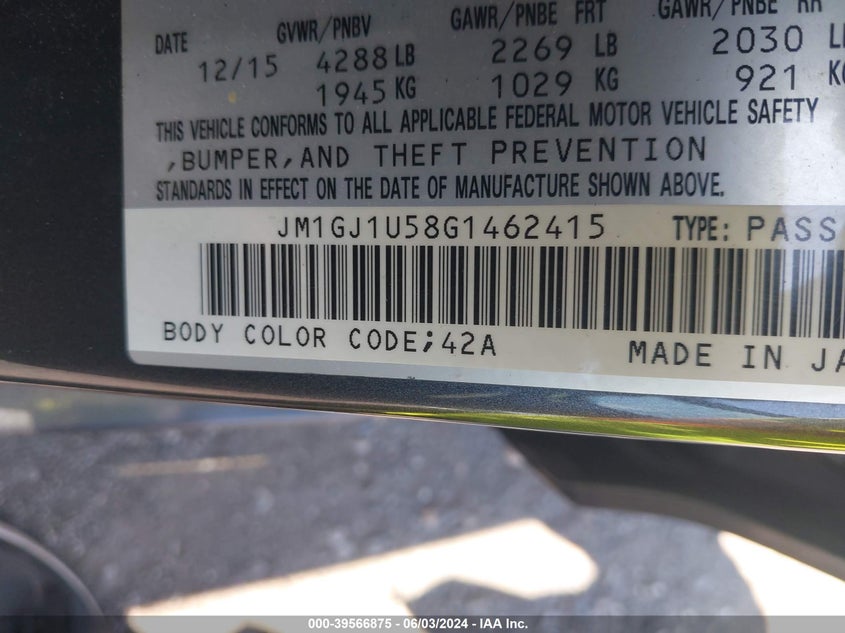 DATE GVWR/PNBV GAWR/PNBE FRT GAWR/PNBE RR
12/15 4288 LB 2269 LB 2030
1945 KG 1029 KG 921
THIS VEHICLE CONFORMS TO ALL APPLICABLE FEDERAL MOTOR VEHICLE SAFETY
,BUMPER,AND THEFT PREVENTION
STANDARDS IN EFFECT ON THE DATE OF MANUFACTURE SHOWN ABOVE.
JM1GJ1U58G1462415 TYPE: PASS
BODY COLOR CODE;42A
MADE IN JA
000-39566875 - 06/03/2024 - IAA Inc.